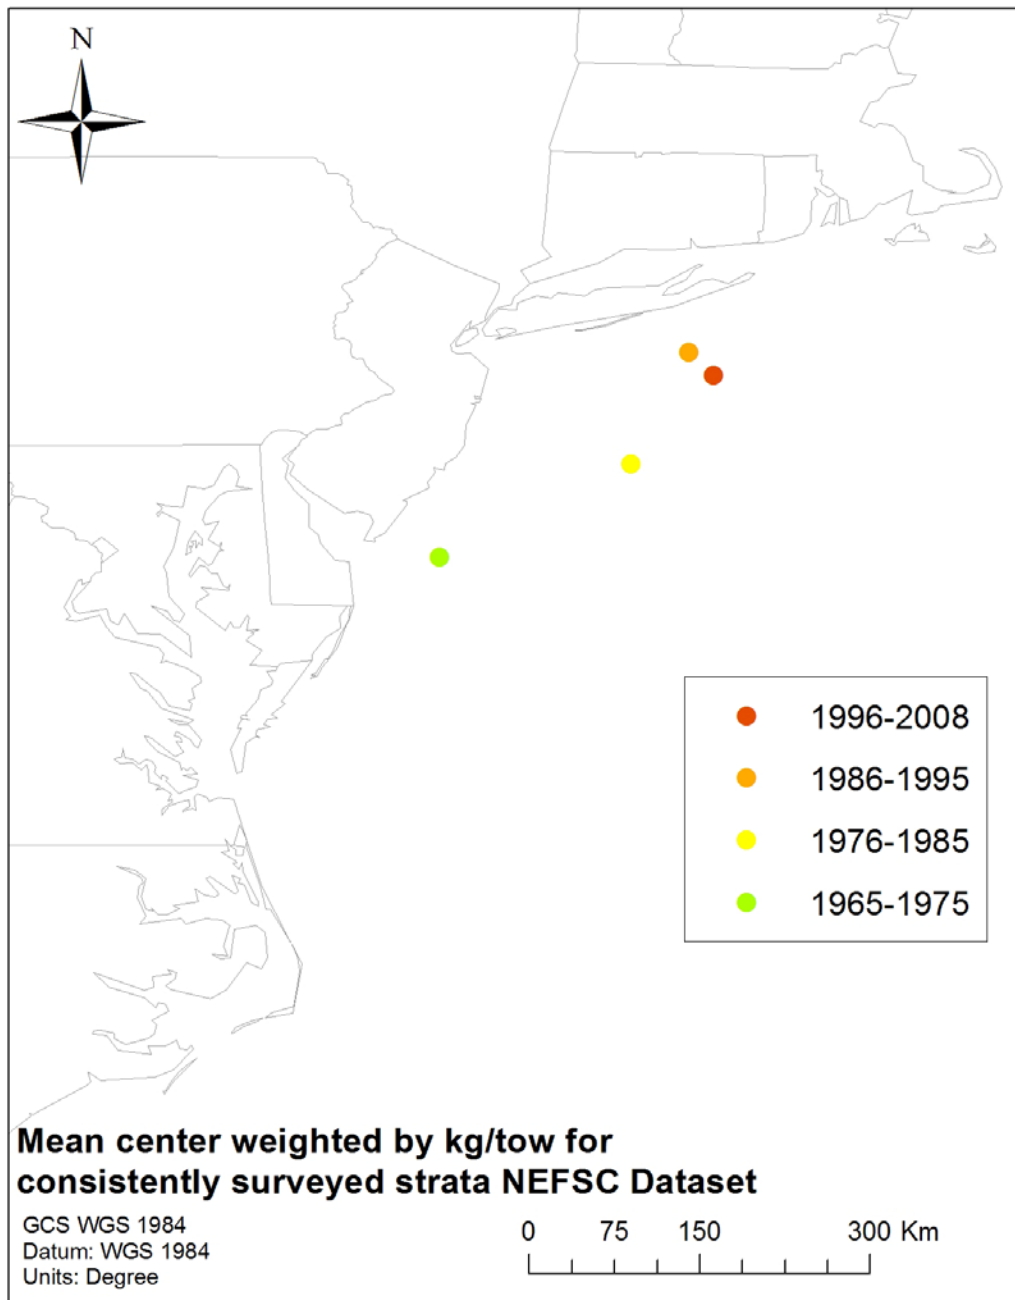 N
1996-2008
1986-1995
1976-1985
1965-1975
Mean center weighted by kg/tow for
consistently surveyed strata NEFSC Dataset
GCS WGS 1984
Datum: WGS 1984
Units: Degree
0 75 150 300 Km